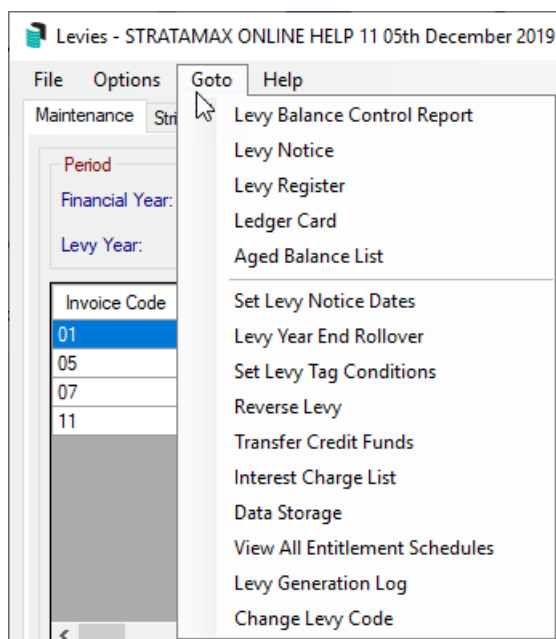 Levies - STRATAMAX ONLINE HELP 11 05th December 2019
File Options Goto Help
Maintenance Stri
Period
Financial Year:
Levy Year:
Invoice Code
01
05
07
11
Levy Balance Control Report
Levy Notice
Levy Register
Ledger Card
Aged Balance List
Set Levy Notice Dates
Levy Year End Rollover
Set Levy Tag Conditions
Reverse Levy
Transfer Credit Funds
Interest Charge List
Data Storage
View All Entitlement Schedules
Levy Generation Log
Change Levy Code